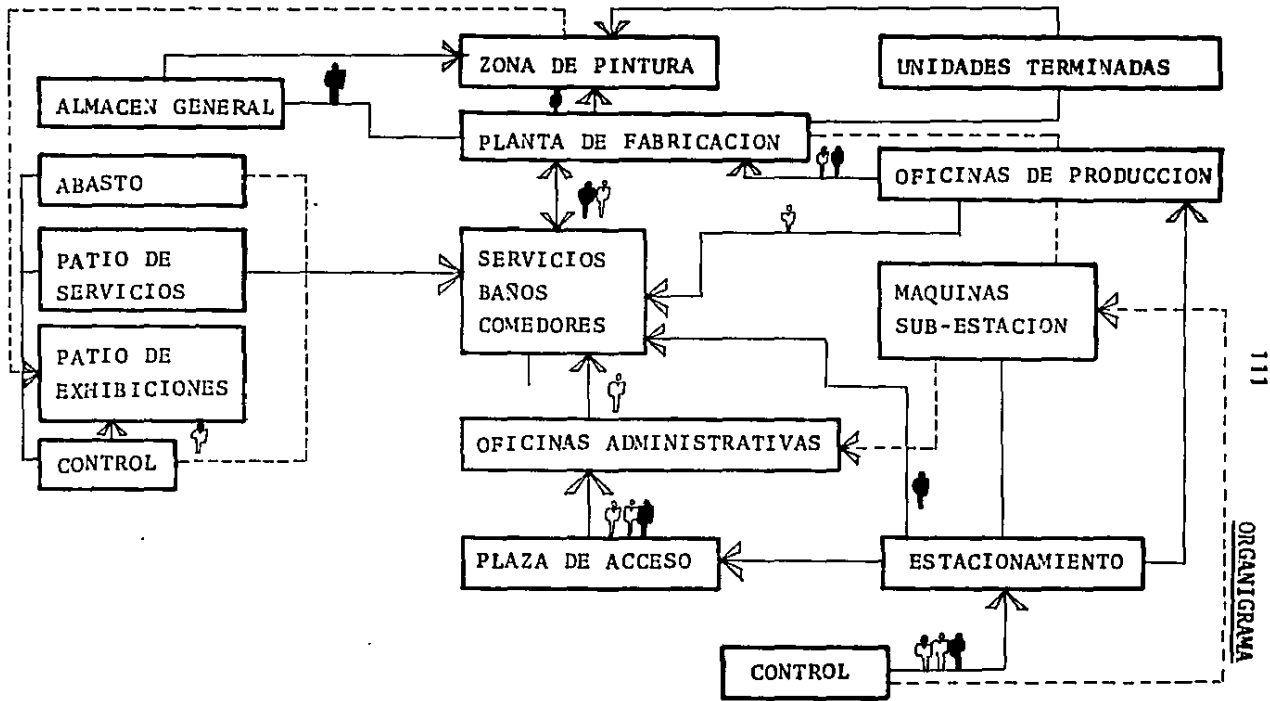 ZONA DE PINTURA
UNIDADES TERMINADAS
ALMACEN GENERAL
PLANTA DE FABRICACION
ABASTO
OFICINAS DE PRODUCCION
PATIO DE
SERVICIOS
SERVICIOS
BAÑOS
COMEDORES
MAQUINAS
SUB-ESTACION
PATIO DE
EXHIBICIONES
CONTROL
OFICINAS ADMINISTRATIVAS
PLAZA DE ACCESO
ESTACIONAMIENTO
CONTROL
111
ORGANIGRAMA